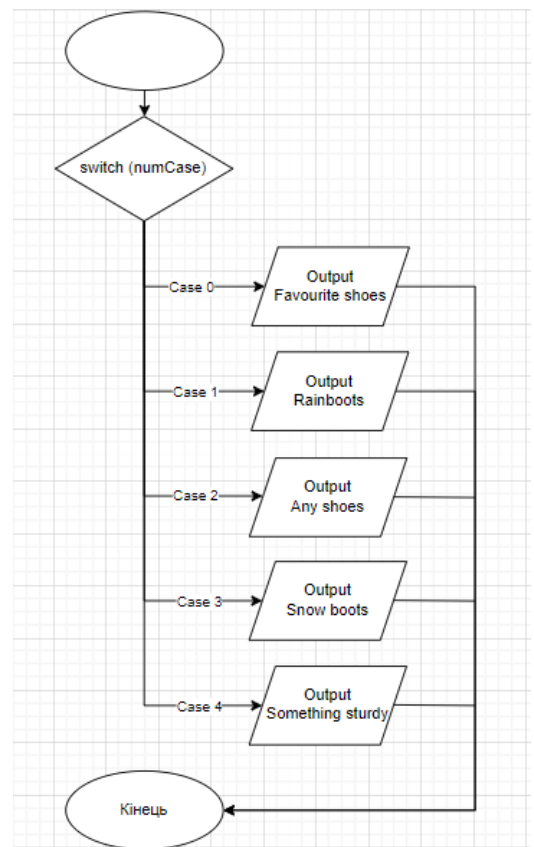 switch (numCase)
Case 0
Output
Favourite shoes
Case 1
Output
Rainboots
Case 2
Output
Any shoes
Case 3
Output
Snow boots
Case 4
Output
Something sturdy
Кінець